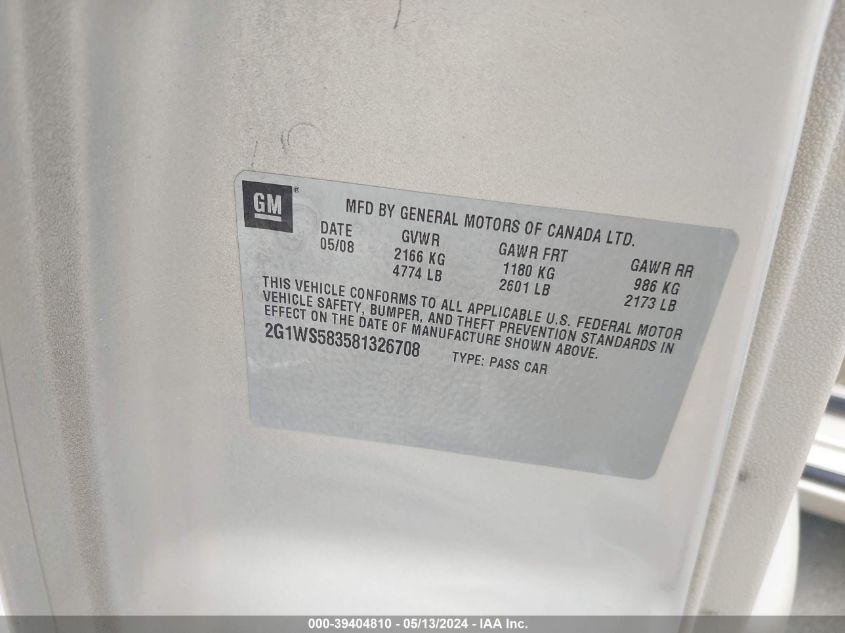 GM ®
MFD BY GENERAL MOTORS OF CANADA LTD.
DATE GVWR GAWR FRT GAWR RR
05/08 2166 KG 1180 KG 986 KG
4774 LB 2601 LB 2173 LB
THIS VEHICLE CONFORMS TO ALL APPLICABLE U.S. FEDERAL MOTOR
VEHICLE SAFETY, BUMPER, AND THEFT PREVENTION STANDARDS IN
EFFECT ON THE DATE OF MANUFACTURE SHOWN ABOVE.
2G1WS583581326708 TYPE: PASS CAR
000-39404810 - 05/13/2024 - IAA Inc.